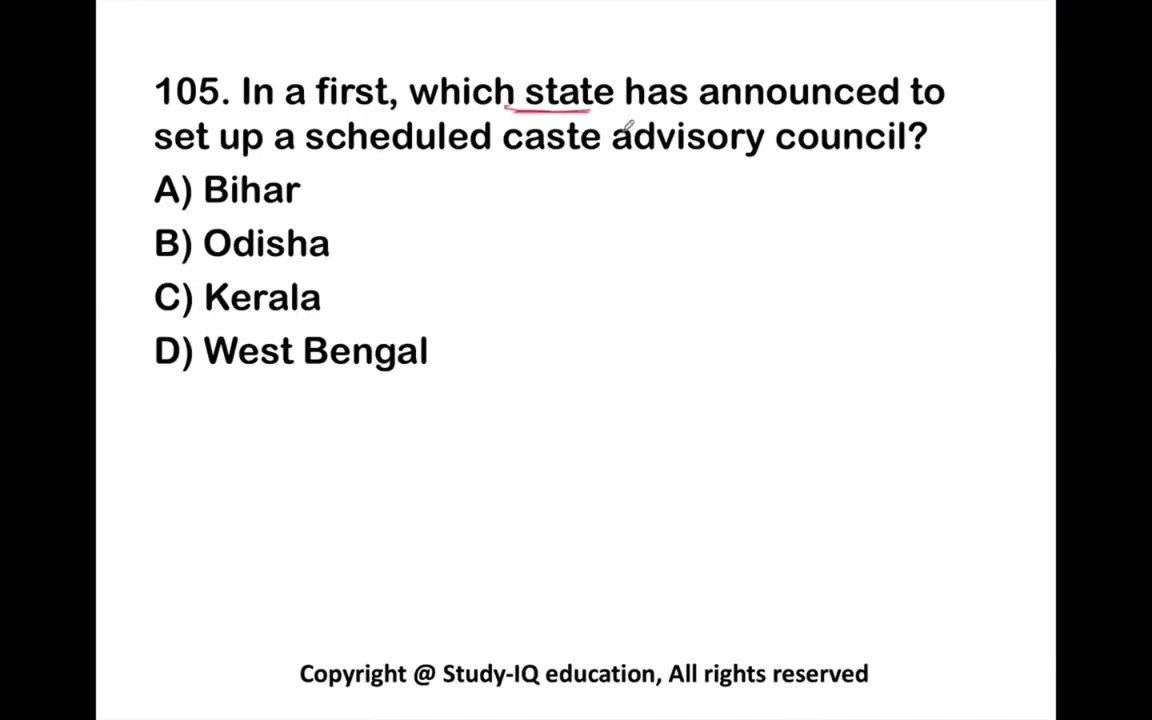 105. In a first, which state has announced to
set up a scheduled caste advisory council?
A) Bihar
B) Odisha
C) Kerala
D) West Bengal
Copyright @ Study-IQ education, All rights reserved